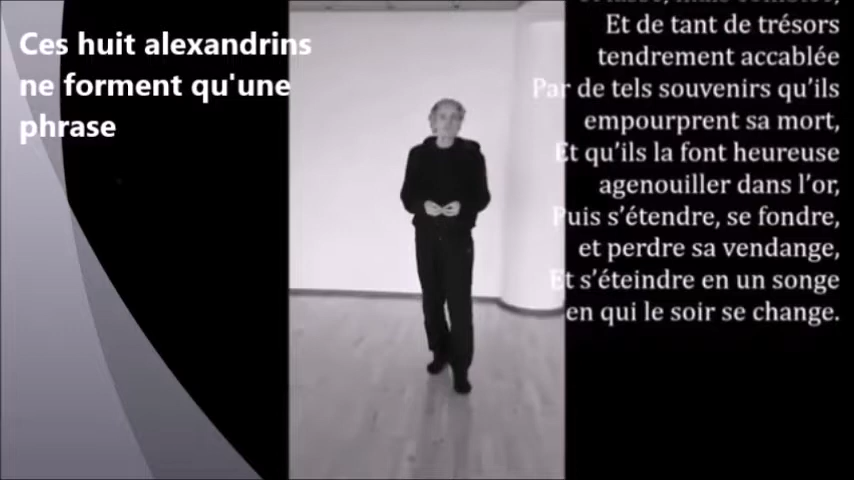 Ces huit alexandrins
ne forment qu'une
phrase
Et de tant de trésors
tendrement accablée
Par de tels souvenirs qu'ils
empourprent sa mort,
Et qu'ils la font heureuse
agenouiller dans l'or,
Puis s'étendre, se fondre,
et perdre sa vendange,
Et s'éteindre en un songe
en qui le soir se change.